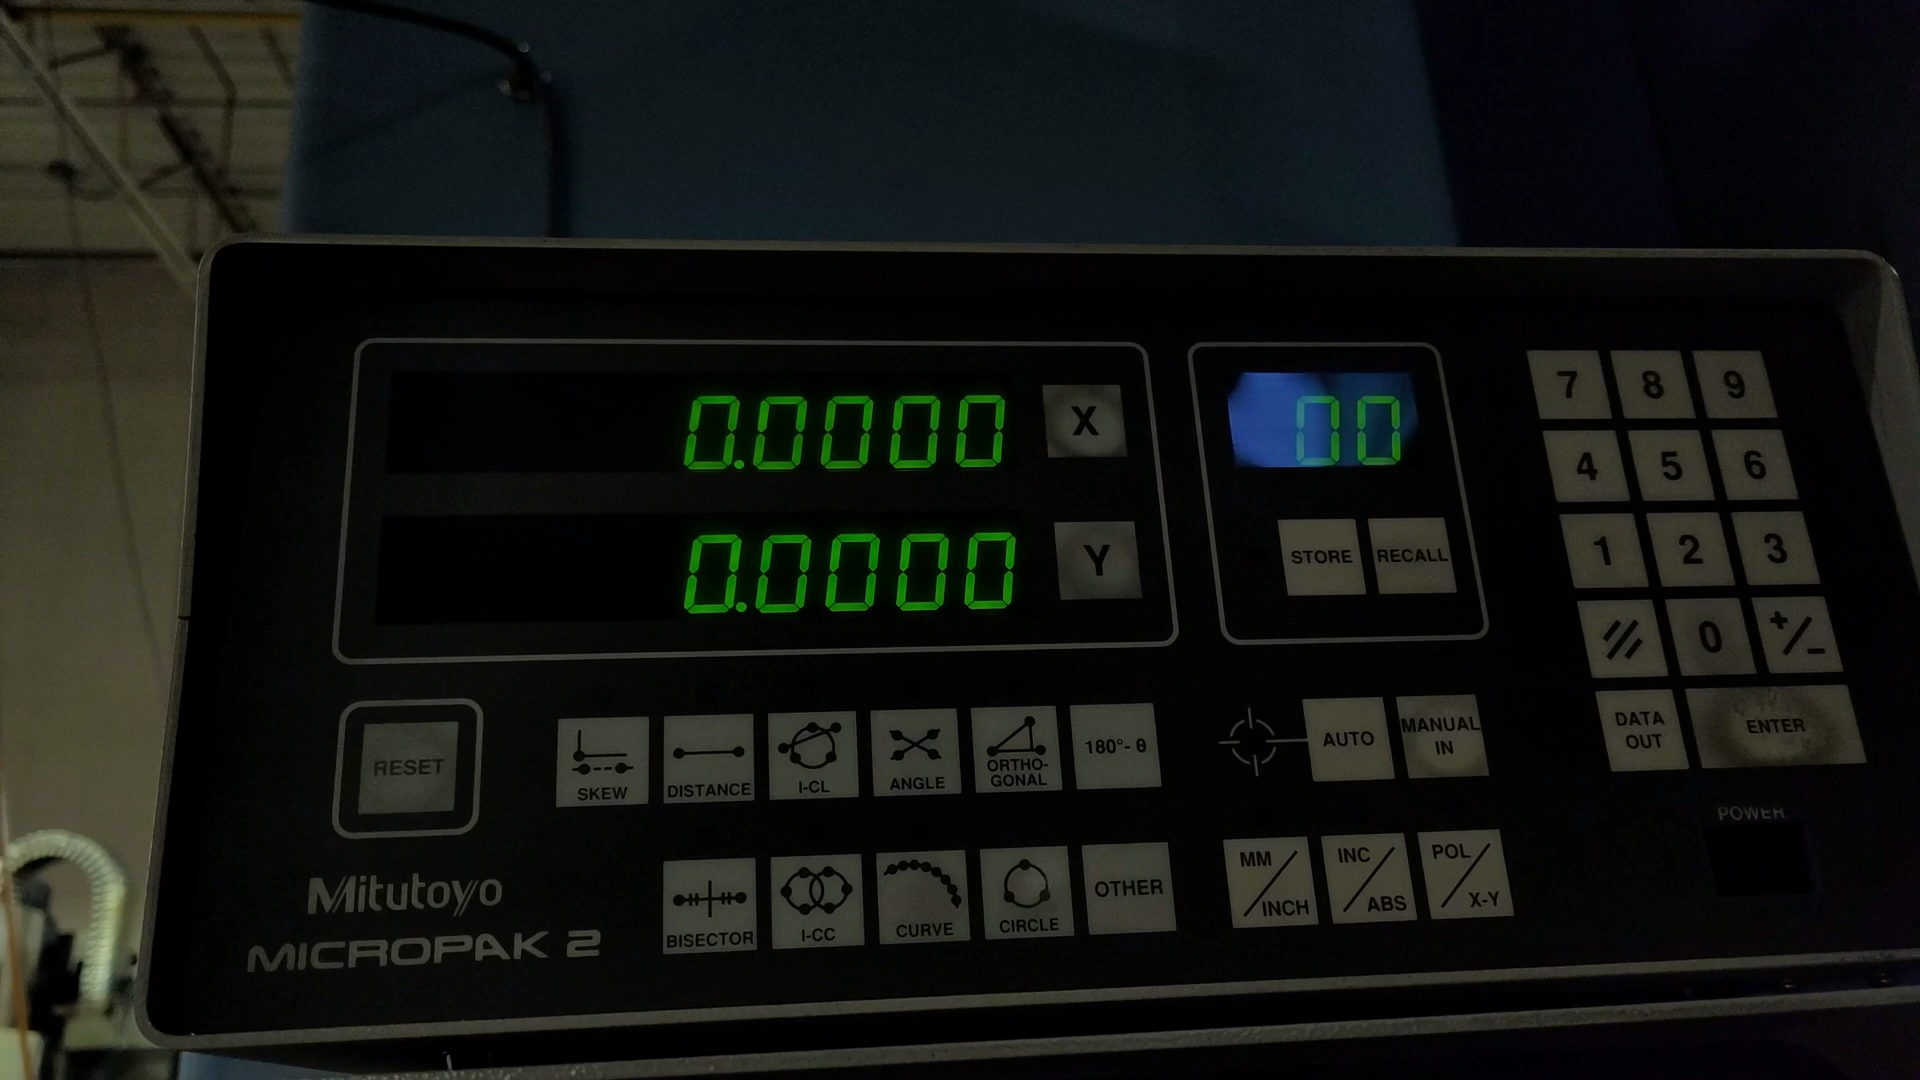 0.0000 X
0.0000 Y
00
STORE RECALL
7 8 9
4 5 6
1 2 3
0 +/-
DATA OUT
ENTER
POWER
RESET
SKEW
DISTANCE
I-CL
ANGLE
ORTHO-
GONAL
180°- θ
AUTO
MANUAL
IN
BISECTOR
I-CC
CURVE
CIRCLE
OTHER
MM/INCH
INC/ABS
POL/X-Y
Mitutoyo
MICROPAK 2